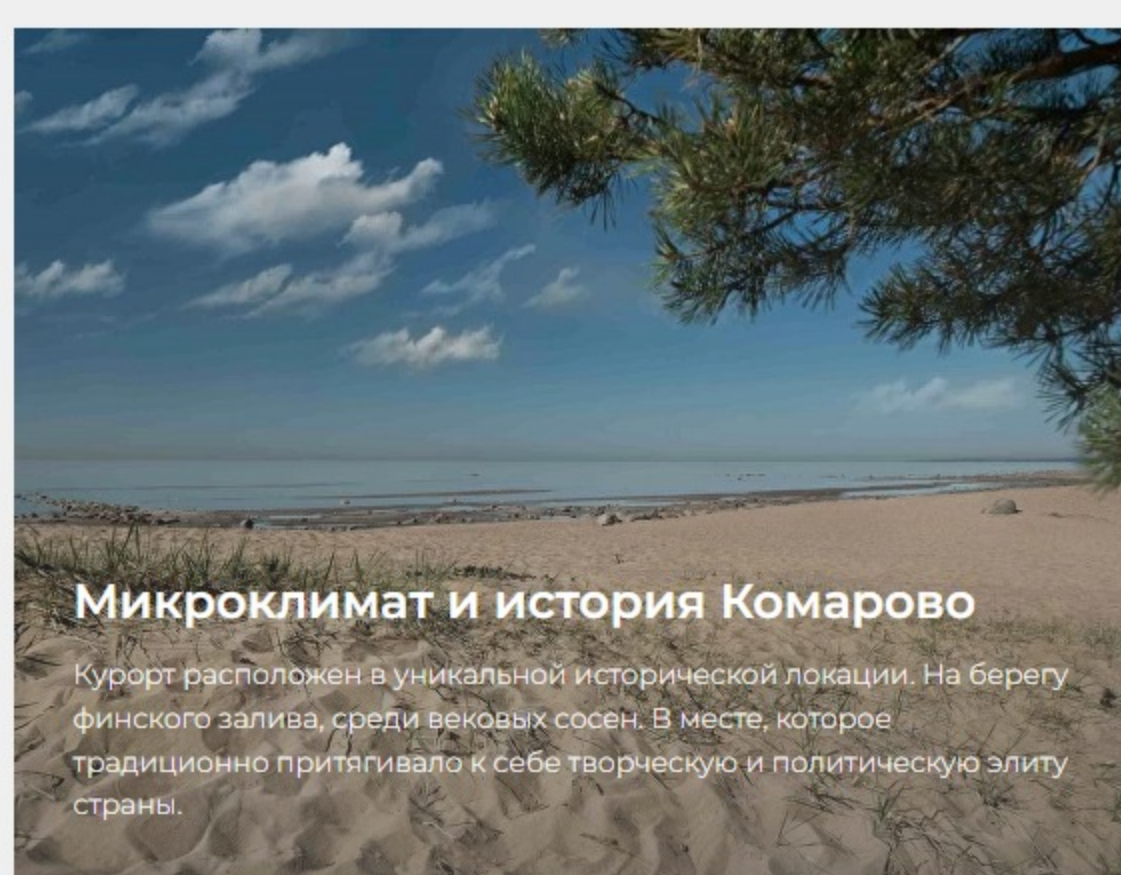 Микроклимат и история Комарово
Курорт расположен в уникальной исторической локации. На берегу
финского залива, среди вековых сосен. В месте, которое
традиционно притягивало к себе творческую и политическую элиту
страны.